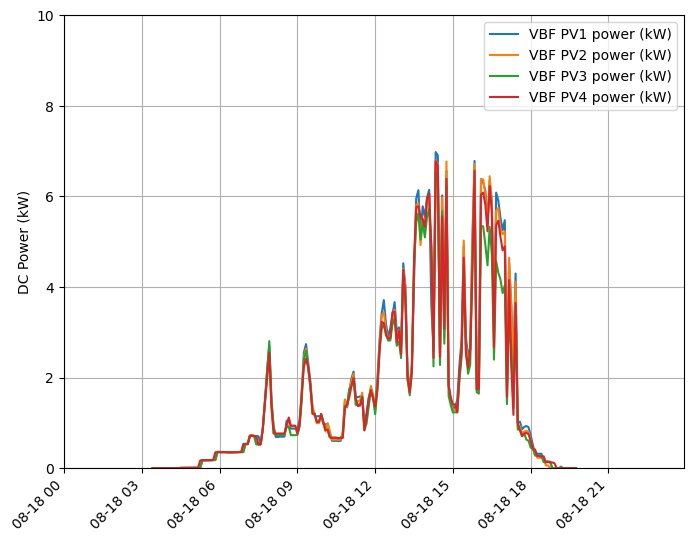 10
8
6
4
2
0
DC Power (kW)
VBF PV1 power (kW)
VBF PV2 power (kW)
VBF PV3 power (kW)
VBF PV4 power (kW)
08-18 00
08-18 03
08-18 06
08-18 09
08-18 12
08-18 15
08-18 18
08-18 21